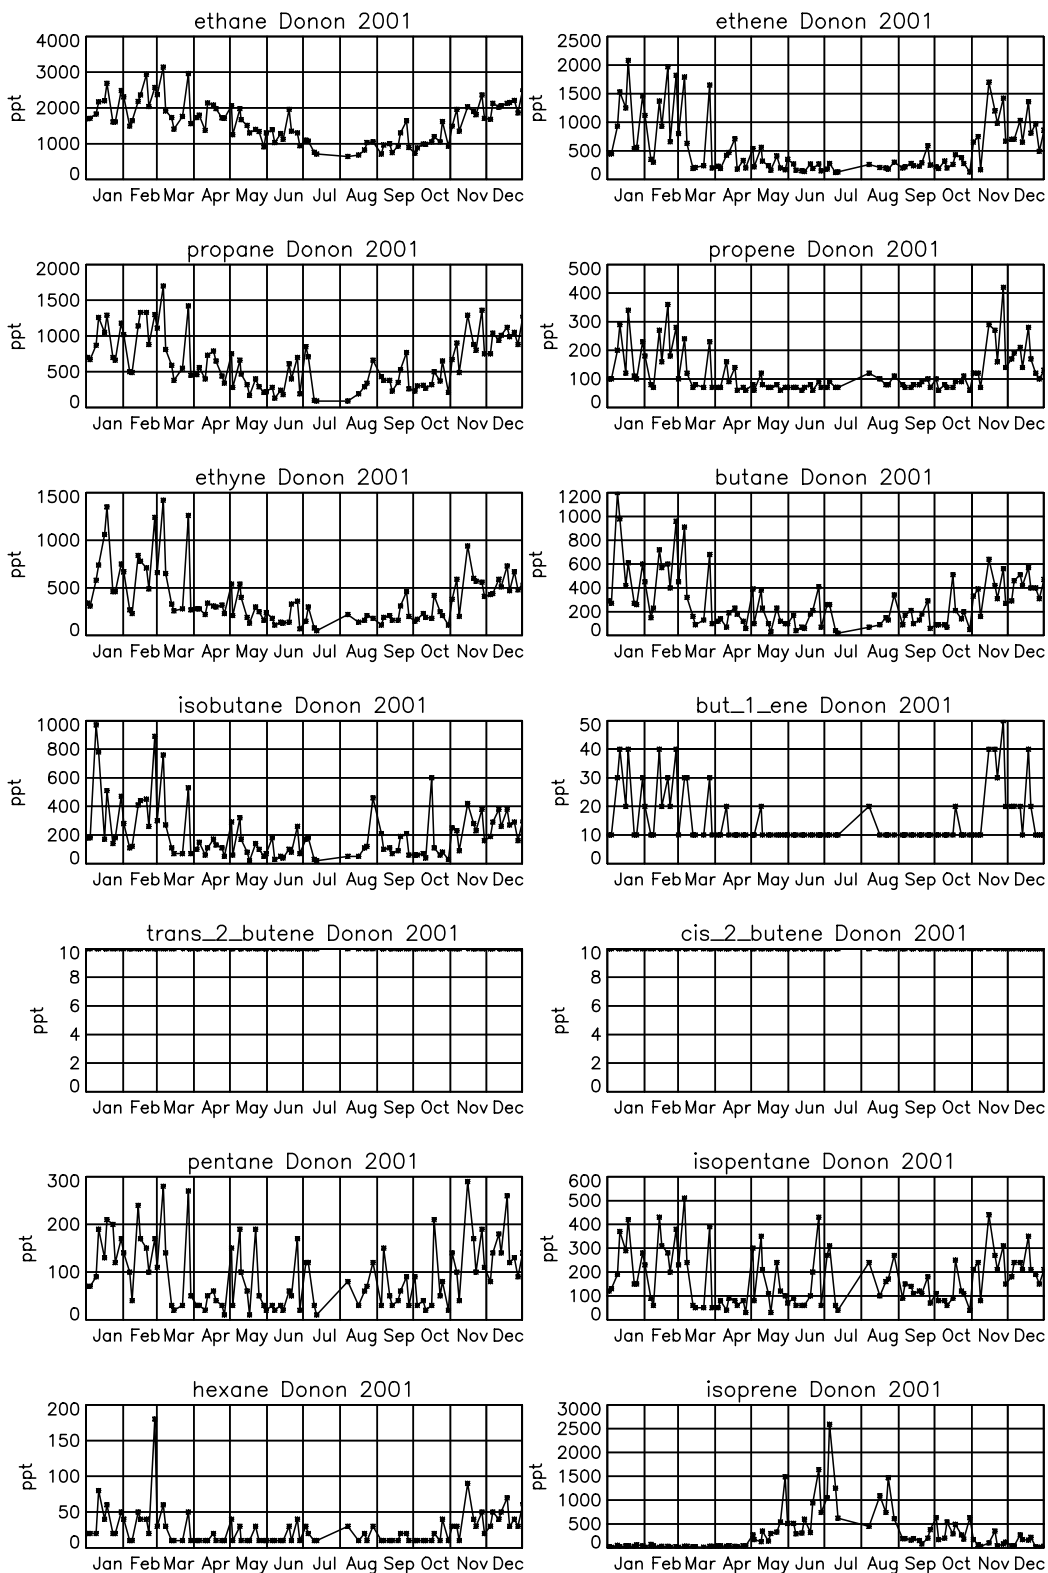 ethane Donon 2001
4000
3000
2000
1000
0
ppt
Jan Feb Mar Apr May Jun Jul Aug Sep Oct Nov Dec
ethene Donon 2001
2500
2000
1500
1000
500
0
ppt
Jan Feb Mar Apr May Jun Jul Aug Sep Oct Nov Dec
propane Donon 2001
2000
1500
1000
500
0
ppt
Jan Feb Mar Apr May Jun Jul Aug Sep Oct Nov Dec
propene Donon 2001
500
400
300
200
100
0
ppt
Jan Feb Mar Apr May Jun Jul Aug Sep Oct Nov Dec
ethyne Donon 2001
1500
1000
500
0
ppt
Jan Feb Mar Apr May Jun Jul Aug Sep Oct Nov Dec
butane Donon 2001
1200
1000
800
600
400
200
0
ppt
Jan Feb Mar Apr May Jun Jul Aug Sep Oct Nov Dec
isobutane Donon 2001
1000
800
600
400
200
0
ppt
Jan Feb Mar Apr May Jun Jul Aug Sep Oct Nov Dec
but_1_ene Donon 2001
50
40
30
20
10
0
ppt
Jan Feb Mar Apr May Jun Jul Aug Sep Oct Nov Dec
trans_2_butene Donon 2001
10
8
6
4
2
0
ppt
Jan Feb Mar Apr May Jun Jul Aug Sep Oct Nov Dec
cis_2_butene Donon 2001
10
8
6
4
2
0
ppt
Jan Feb Mar Apr May Jun Jul Aug Sep Oct Nov Dec
pentane Donon 2001
300
200
100
0
ppt
Jan Feb Mar Apr May Jun Jul Aug Sep Oct Nov Dec
isopentane Donon 2001
600
500
400
300
200
100
0
ppt
Jan Feb Mar Apr May Jun Jul Aug Sep Oct Nov Dec
hexane Donon 2001
200
150
100
50
0
ppt
Jan Feb Mar Apr May Jun Jul Aug Sep Oct Nov Dec
isoprene Donon 2001
3000
2500
2000
1500
1000
500
0
ppt
Jan Feb Mar Apr May Jun Jul Aug Sep Oct Nov Dec